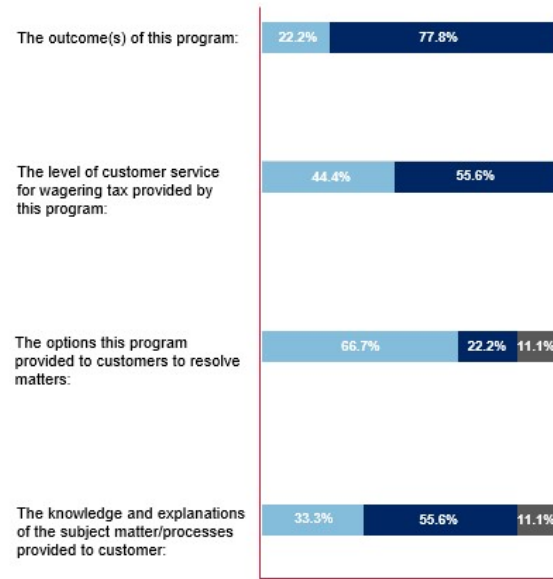 The outcome(s) of this program:
22.2% 77.8%
The level of customer service
for wagering tax provided by
this program:
44.4% 55.6%
The options this program
provided to customers to resolve
matters:
66.7% 22.2% 11.1%
The knowledge and explanations
of the subject matter/processes
provided to customer:
33.3% 55.6% 11.1%